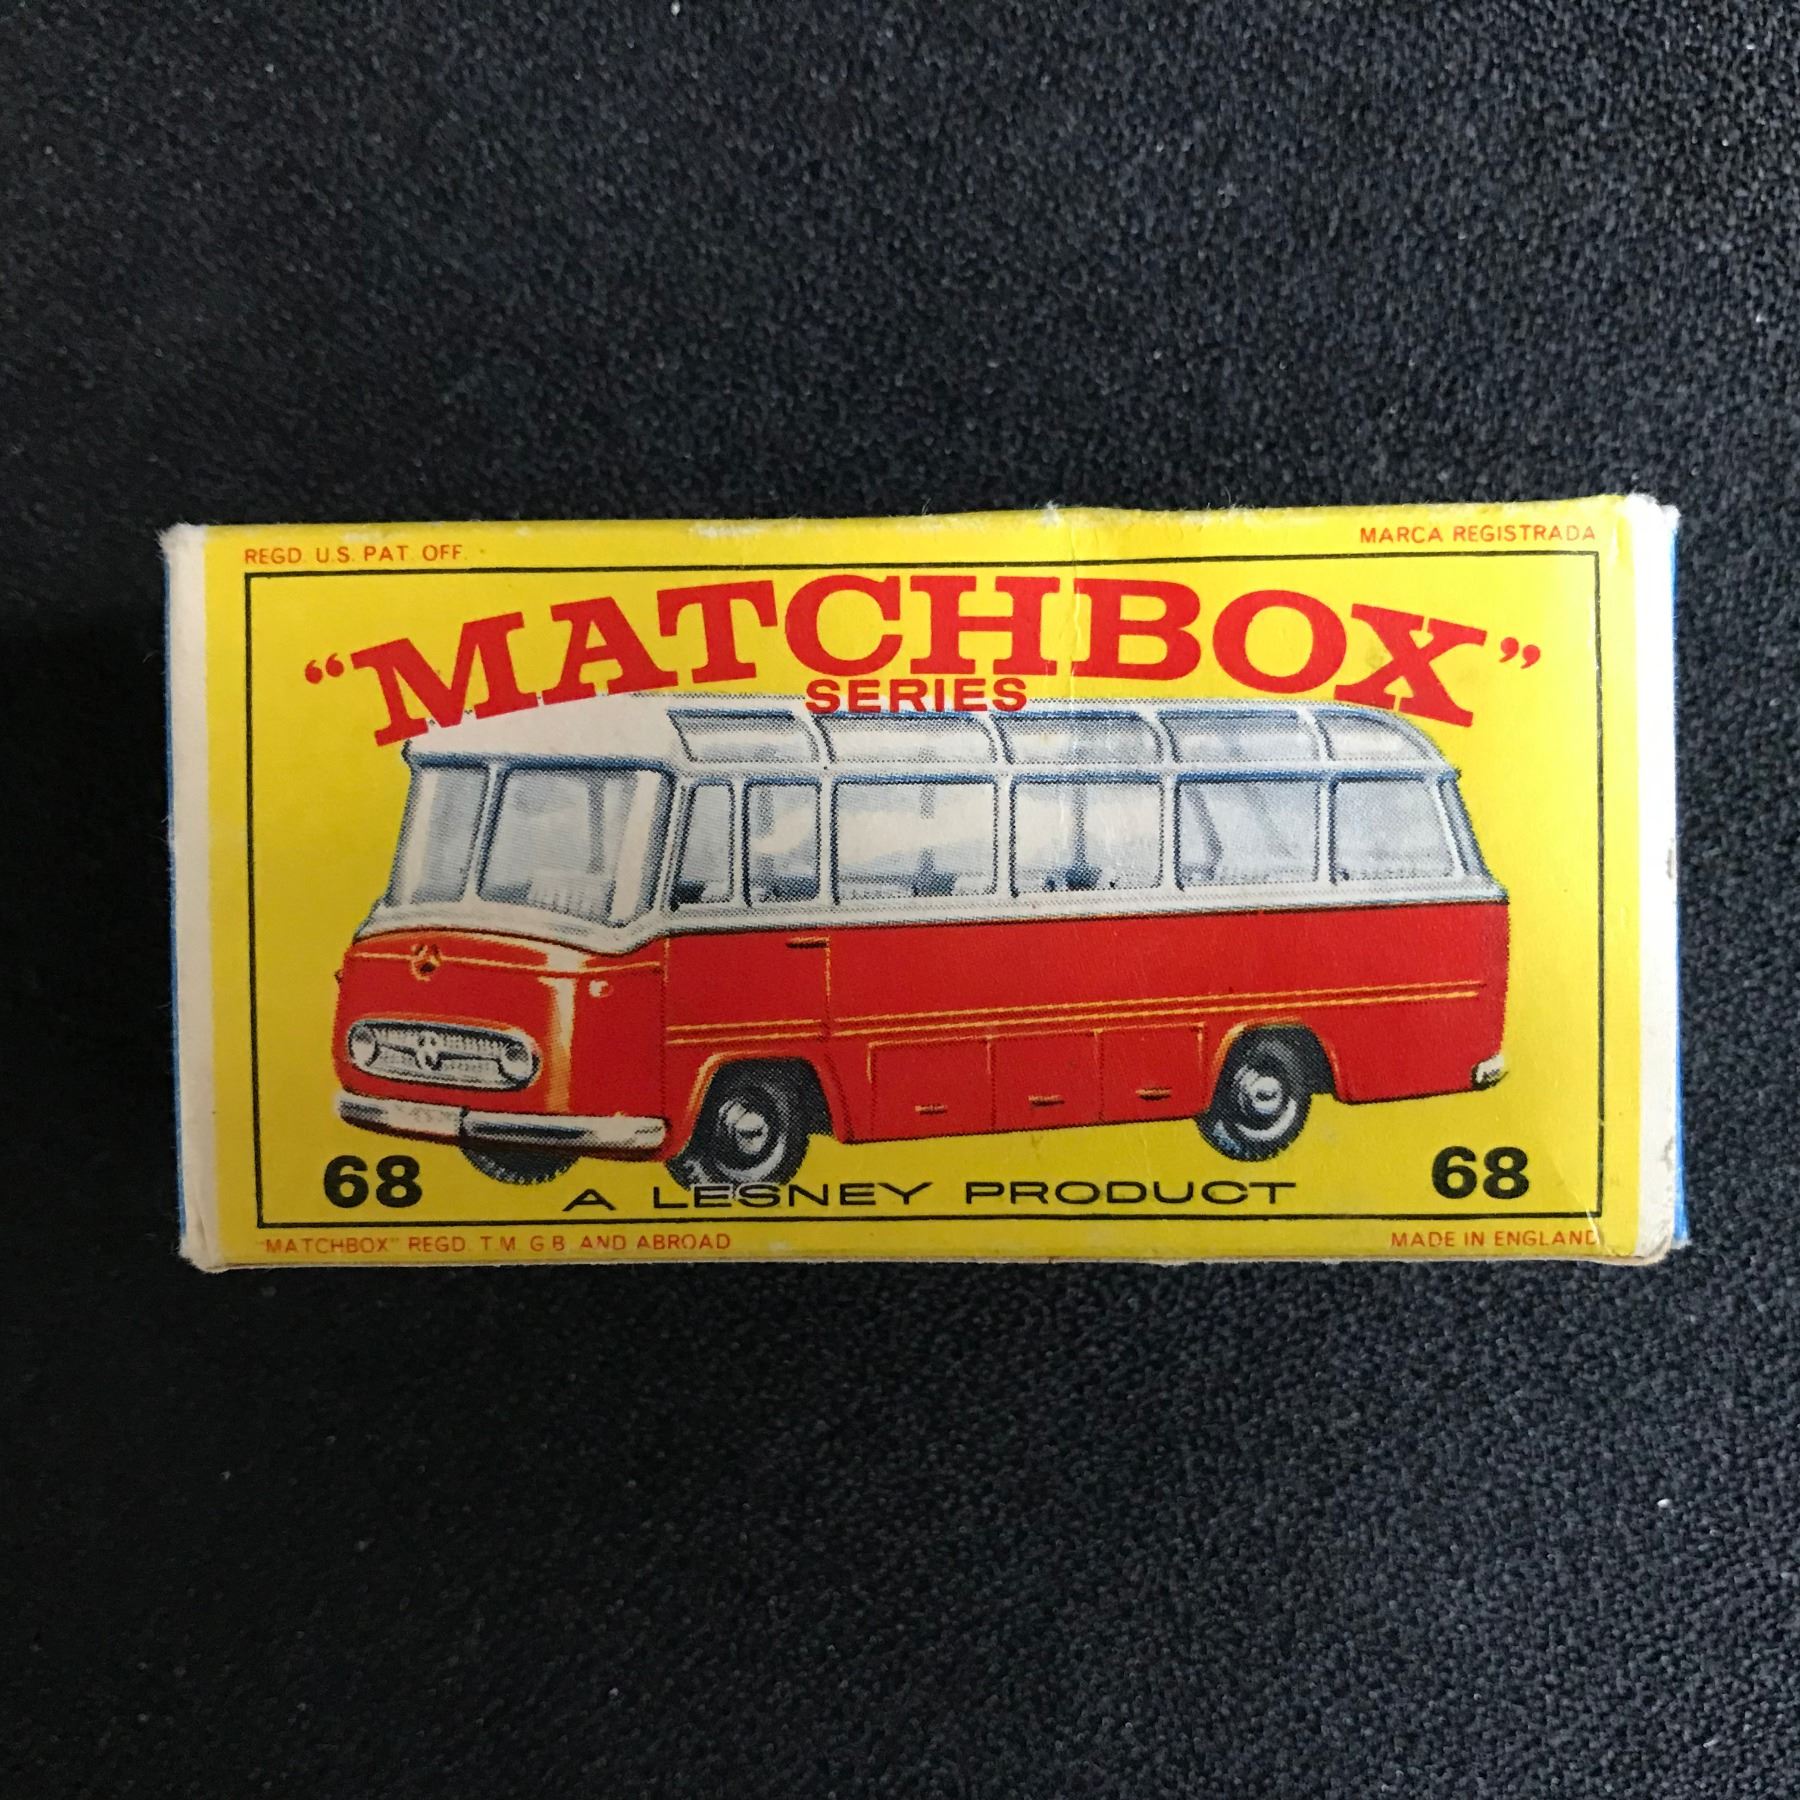 REGD. U.S. PAT. OFF.
MARCA REGISTRADA
“MATCHBOX”
SERIES
68
A LESNEY PRODUCT
68
"MATCHBOX" REGD. T.M. G.B. AND ABROAD
MADE IN ENGLAND